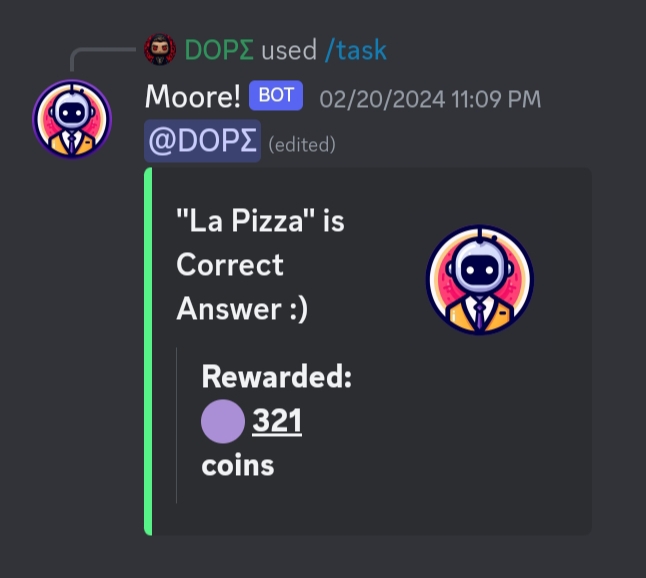 DOPΣ used /task
Moore! BOT 02/20/2024 11:09 PM
@DOPΣ (edited)
"La Pizza" is
Correct
Answer :)
Rewarded:
321
coins